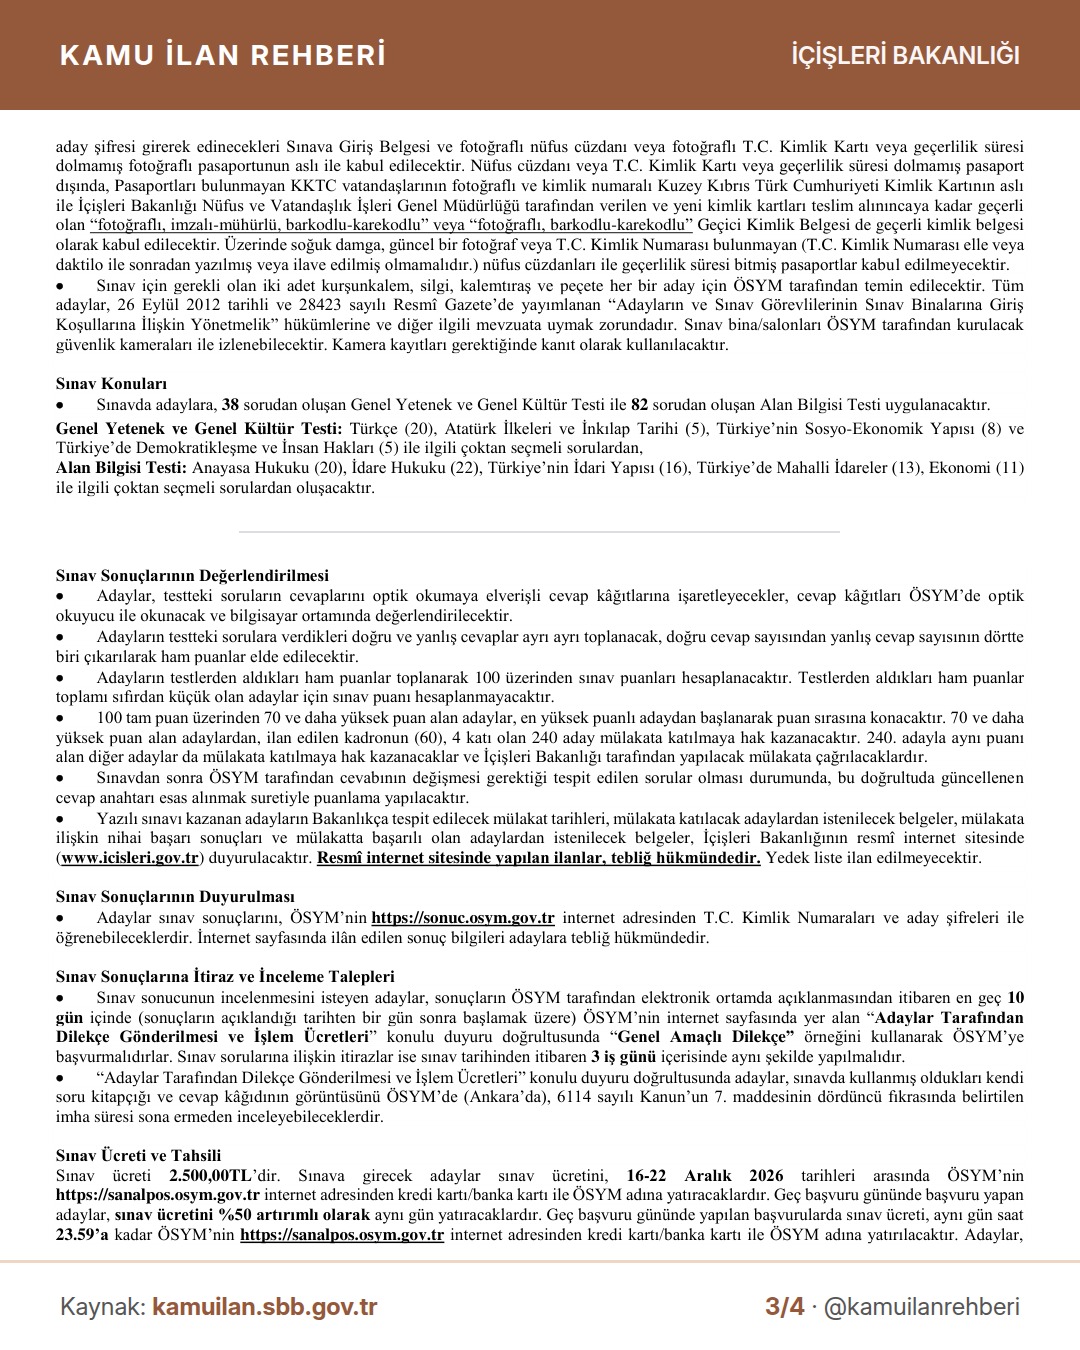 KAMU İLAN REHBERİ
İÇİŞLERİ BAKANLIĞI
aday şifresi girerek edinecekleri Sınava Giriş Belgesi ve fotoğraflı nüfus cüzdanı veya fotoğraflı T.C. Kimlik Kartı veya geçerlilik süresi
dolmamış fotoğraflı pasaportunun aslı ile kabul edilecektir. Nüfus cüzdanı veya T.C. Kimlik Kartı veya geçerlilik süresi dolmamış pasaport
dışında, Pasaportları bulunmayan KKTC vatandaşlarının fotoğraflı ve kimlik numaralı Kuzey Kıbrıs Türk Cumhuriyeti Kimlik Kartının aslı
ile İçişleri Bakanlığı Nüfus ve Vatandaşlık İşleri Genel Müdürlüğü tarafından verilen ve yeni kimlik kartları teslim alınıncaya kadar geçerli
olan “fotoğraflı, imzalı-mühürlü, barkodlu-karekodlu” veya “fotoğraflı, barkodlu-karekodlu” Geçici Kimlik Belgesi de geçerli kimlik belgesi
olarak kabul edilecektir. Üzerinde soğuk damga, güncel bir fotoğraf veya T.C. Kimlik Numarası bulunmayan (T.C. Kimlik Numarası elle veya
daktilo ile sonradan yazılmış veya ilave edilmiş olmamalıdır.) nüfus cüzdanları ile geçerlilik süresi bitmiş pasaportlar kabul edilmeyecektir.
• Sınav için gerekli olan iki adet kurşunkalem, silgi, kalemtıraş ve peçete her bir aday için ÖSYM tarafından temin edilecektir. Tüm
adaylar, 26 Eylül 2012 tarihli ve 28423 sayılı Resmî Gazete’de yayımlanan “Adayların ve Sınav Görevlilerinin Sınav Binalarına Giriş
Koşullarına İlişkin Yönetmelik” hükümlerine ve diğer ilgili mevzuata uymak zorundadır. Sınav bina/salonları ÖSYM tarafından kurulacak
güvenlik kameraları ile izlenebilecektir. Kamera kayıtları gerektiğinde kanıt olarak kullanılacaktır.
Sınav Konuları
• Sınavda adaylara, 38 sorudan oluşan Genel Yetenek ve Genel Kültür Testi ile 82 sorudan oluşan Alan Bilgisi Testi uygulanacaktır.
Genel Yetenek ve Genel Kültür Testi: Türkçe (20), Atatürk İlkeleri ve İnkılap Tarihi (5), Türkiye’nin Sosyo-Ekonomik Yapısı (8) ve
Türkiye’de Demokratikleşme ve İnsan Hakları (5) ile ilgili çoktan seçmeli sorulardan,
Alan Bilgisi Testi: Anayasa Hukuku (20), İdare Hukuku (22), Türkiye’nin İdari Yapısı (16), Türkiye’de Mahalli İdareler (13), Ekonomi (11)
ile ilgili çoktan seçmeli sorulardan oluşacaktır.
Sınav Sonuçlarının Değerlendirilmesi
• Adaylar, testteki soruların cevaplarını optik okumaya elverişli cevap kâğıtlarına işaretleyecekler, cevap kâğıtları ÖSYM’de optik
okuyucu ile okunacak ve bilgisayar ortamında değerlendirilecektir.
• Adayların testteki sorulara verdikleri doğru ve yanlış cevaplar ayrı ayrı toplanacak, doğru cevap sayısından yanlış cevap sayısının dörtte
biri çıkarılarak ham puanlar elde edilecektir.
• Adayların testlerden aldıkları ham puanlar toplanarak 100 üzerinden sınav puanları hesaplanacaktır. Testlerden aldıkları ham puanlar
toplamı sıfırdan küçük olan adaylar için sınav puanı hesaplanmayacaktır.
• 100 tam puan üzerinden 70 ve daha yüksek puan alan adaylar, en yüksek puanlı adaydan başlanarak puan sırasına konacaktır. 70 ve daha
yüksek puan alan adaylardan, ilan edilen kadronun (60), 4 katı olan 240 aday mülakata katılmaya hak kazanacaktır. 240. adayla aynı puanı
alan diğer adaylar da mülakata katılmaya hak kazanacaklar ve İçişleri Bakanlığı tarafından yapılacak mülakata çağrılacaklardır.
• Sınavdan sonra ÖSYM tarafından cevabının değişmesi gerektiği tespit edilen sorular olması durumunda, bu doğrultuda güncellenen
cevap anahtarı esas alınmak suretiyle puanlama yapılacaktır.
• Yazılı sınavı kazanan adayların Bakanlıkça tespit edilecek mülakat tarihleri, mülakata katılacak adaylardan istenilecek belgeler, mülakata
ilişkin nihai başarı sonuçları ve mülakatta başarılı olan adaylardan istenilecek belgeler, İçişleri Bakanlığının resmî internet sitesinde
(www.icisleri.gov.tr) duyurulacaktır. Resmî internet sitesinde yapılan ilanlar, tebliğ hükmündedir. Yedek liste ilan edilmeyecektir.
Sınav Sonuçlarının Duyurulması
• Adaylar sınav sonuçlarını, ÖSYM’nin https://sonuc.osym.gov.tr internet adresinden T.C. Kimlik Numaraları ve aday şifreleri ile
öğrenebileceklerdir. İnternet sayfasında ilân edilen sonuç bilgileri adaylara tebliğ hükmündedir.
Sınav Sonuçlarına İtiraz ve İnceleme Talepleri
• Sınav sonucunun incelenmesini isteyen adaylar, sonuçların ÖSYM tarafından elektronik ortamda açıklanmasından itibaren en geç 10
gün içinde (sonuçların açıklandığı tarihten bir gün sonra başlamak üzere) ÖSYM’nin internet sayfasında yer alan “Adaylar Tarafından
Dilekçe Gönderilmesi ve İşlem Ücretleri” konulu duyuru doğrultusunda “Genel Amaçlı Dilekçe” örneğini kullanarak ÖSYM’ye
başvurmalıdırlar. Sınav sorularına ilişkin itirazlar ise sınav tarihinden itibaren 3 iş günü içerisinde aynı şekilde yapılmalıdır.
• “Adaylar Tarafından Dilekçe Gönderilmesi ve İşlem Ücretleri” konulu duyuru doğrultusunda adaylar, sınavda kullanmış oldukları kendi
soru kitapçığı ve cevap kâğıdının görüntüsünü ÖSYM’de (Ankara’da), 6114 sayılı Kanun’un 7. maddesinin dördüncü fıkrasında belirtilen
imha süresi sona ermeden inceleyebileceklerdir.
Sınav Ücreti ve Tahsili
Sınav ücreti 2.500,00TL’dir. Sınava girecek adaylar sınav ücretini, 16-22 Aralık 2026 tarihleri arasında ÖSYM’nin
https://sanalpos.osym.gov.tr internet adresinden kredi kartı/banka kartı ile ÖSYM adına yatıracaklardır. Geç başvuru gününde başvuru yapan
adaylar, sınav ücretini %50 artırımlı olarak aynı gün yatıracaklardır. Geç başvuru gününde yapılan başvurularda sınav ücreti, aynı gün saat
23.59’a kadar ÖSYM’nin https://sanalpos.osym.gov.tr internet adresinden kredi kartı/banka kartı ile ÖSYM adına yatırılacaktır. Adaylar,
Kaynak: kamuilan.sbb.gov.tr
3/4 · @kamuilanrehberi